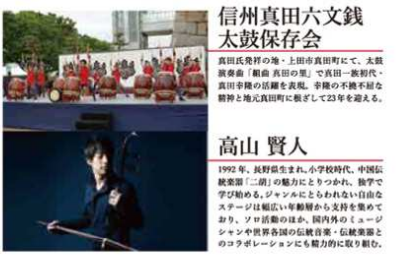 信州真田六文銭
太鼓保存会
真田氏発祥の地・上田市真田町にて、太鼓
演奏曲「組曲 真田の里」で真田一族初代・
真田幸隆の活躍を表現。幸隆の不撓不屈な
精神と地元真田町に根ざして23年を迎える。
高山 賢人
1992年、長野県生まれ。小学校時代、中国伝
統楽器「二胡」の魅力にとりつかれ、独学で
学び始める。ジャンルにとらわれない自由な
ステージは幅広い年齢層から支持を集めて
おり、ソロ活動のほか、国内外のミュージ
シャンや世界各国の伝統音楽・伝統楽器と
のコラボレーションにも精力的に取り組む。